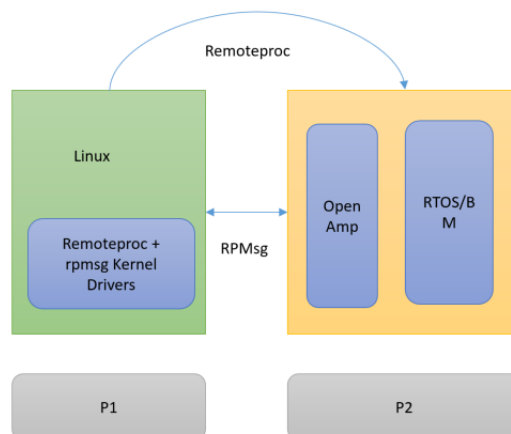 Remoteproc
Linux
Remoteproc +
rpmsg Kernel
Drivers
RPMsg
Open
Amp
RTOS/B
M
P1
P2